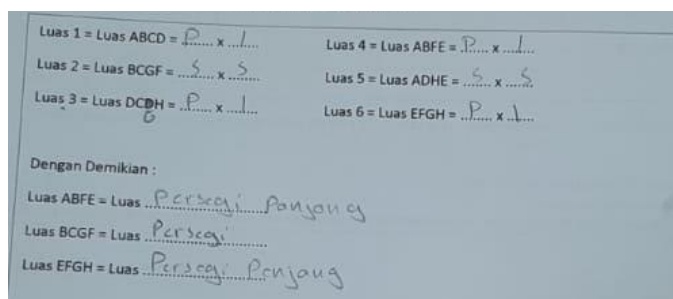 Luas 1 = Luas ABCD = P x l
Luas 4 = Luas ABFE = P x l
Luas 2 = Luas BCGF = s x s
Luas 5 = Luas ADHE = s x s
Luas 3 = Luas DCDH = P x l
G
Luas 6 = Luas EFGH = P x l
Dengan Demikian :
Luas ABFE = Luas Persegi Panjang
Luas BCGF = Luas Persegi
Luas EFGH = Luas Persegi Panjang